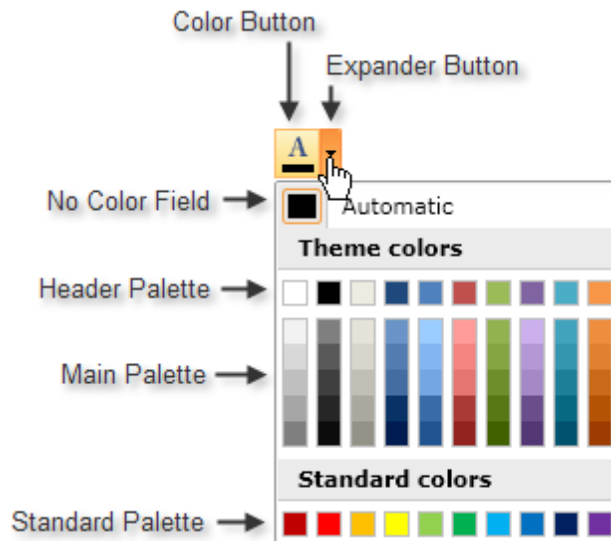 Color Button
Expander Button
A
No Color Field
Automatic
Theme colors
Header Palette
Main Palette
Standard colors
Standard Palette